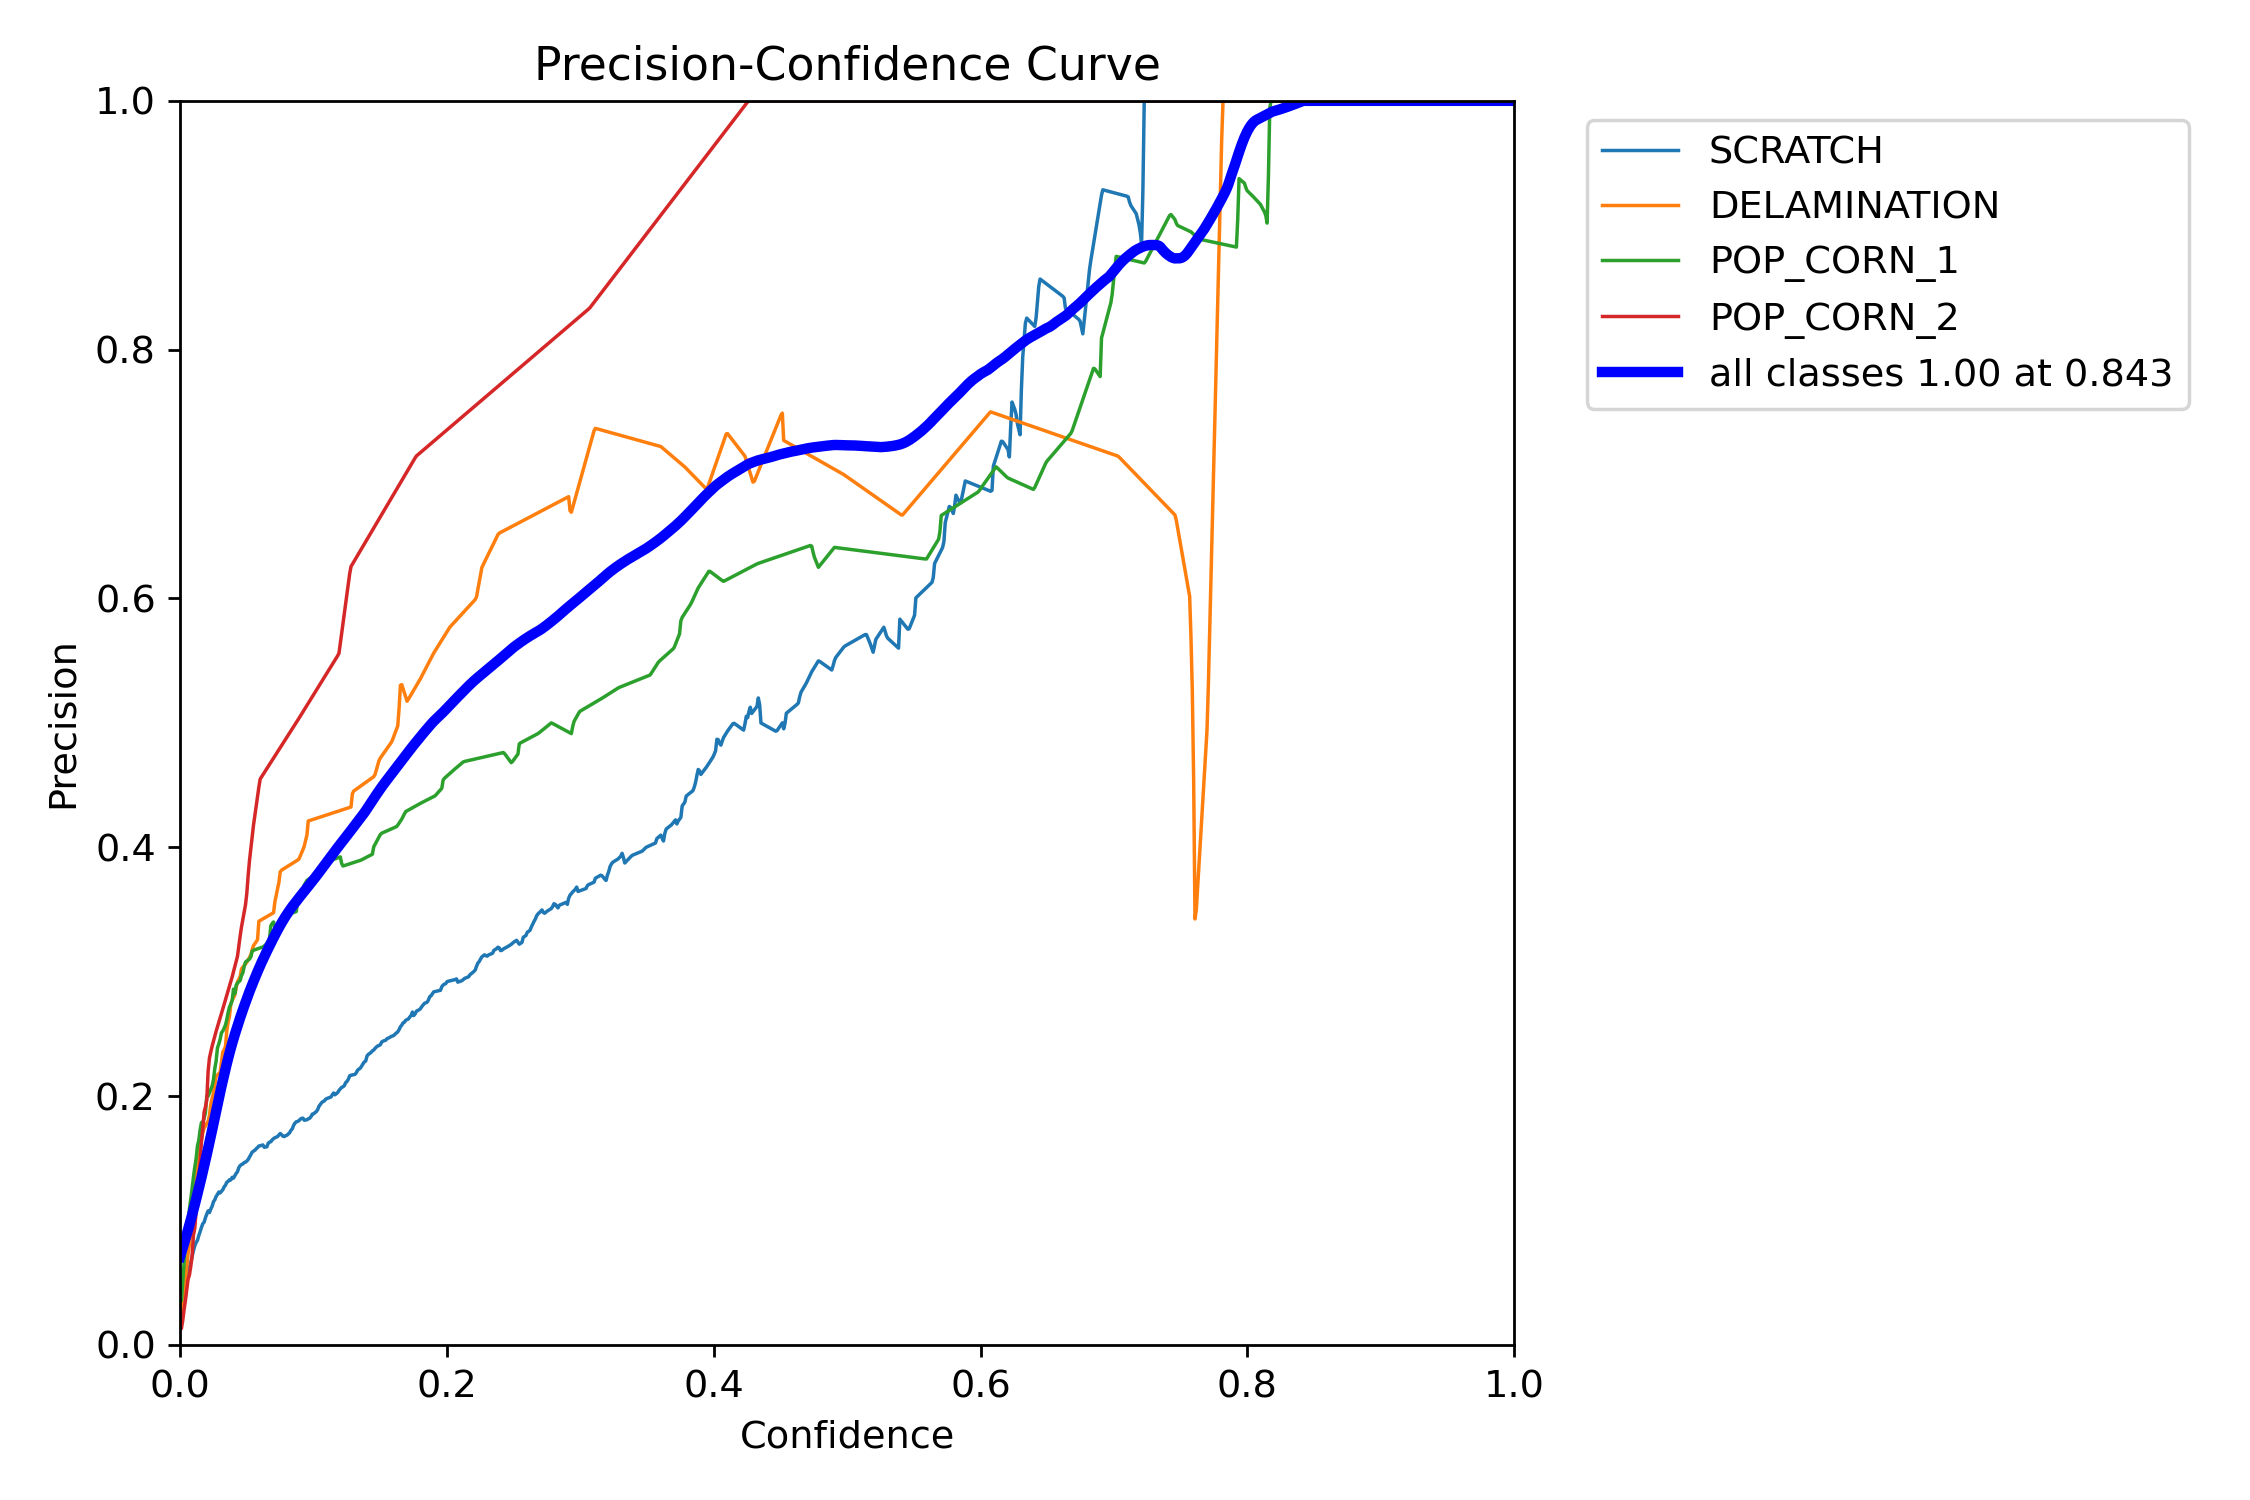 Precision-Confidence Curve
1.0
0.8
0.6
0.4
0.2
0.0
Precision
0.0 0.2 0.4 0.6 0.8 1.0
Confidence
SCRATCH
DELAMINATION
POP_CORN_1
POP_CORN_2
all classes 1.00 at 0.843